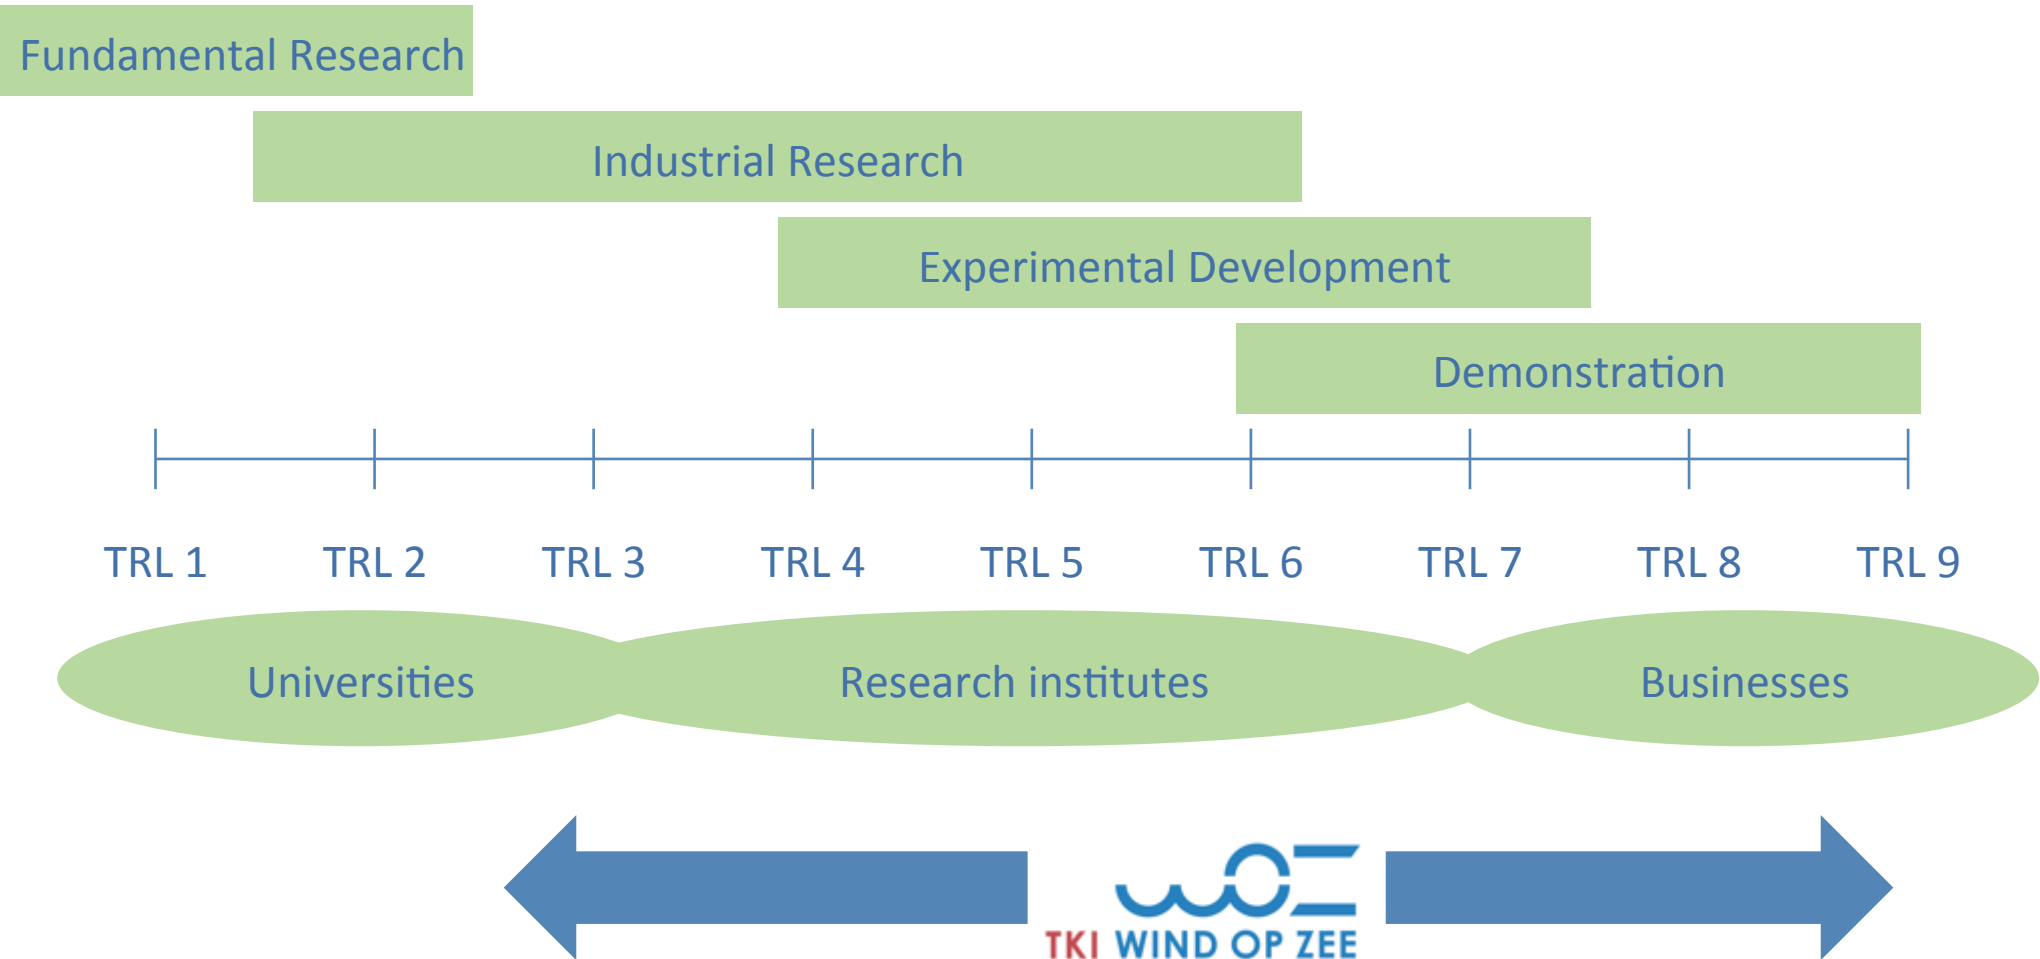 Fundamental Research
Industrial Research
Experimental Development
Demonstration
TRL 1 TRL 2 TRL 3 TRL 4 TRL 5 TRL 6 TRL 7 TRL 8 TRL 9
Universities Research institutes Businesses
TKI WIND OP ZEE